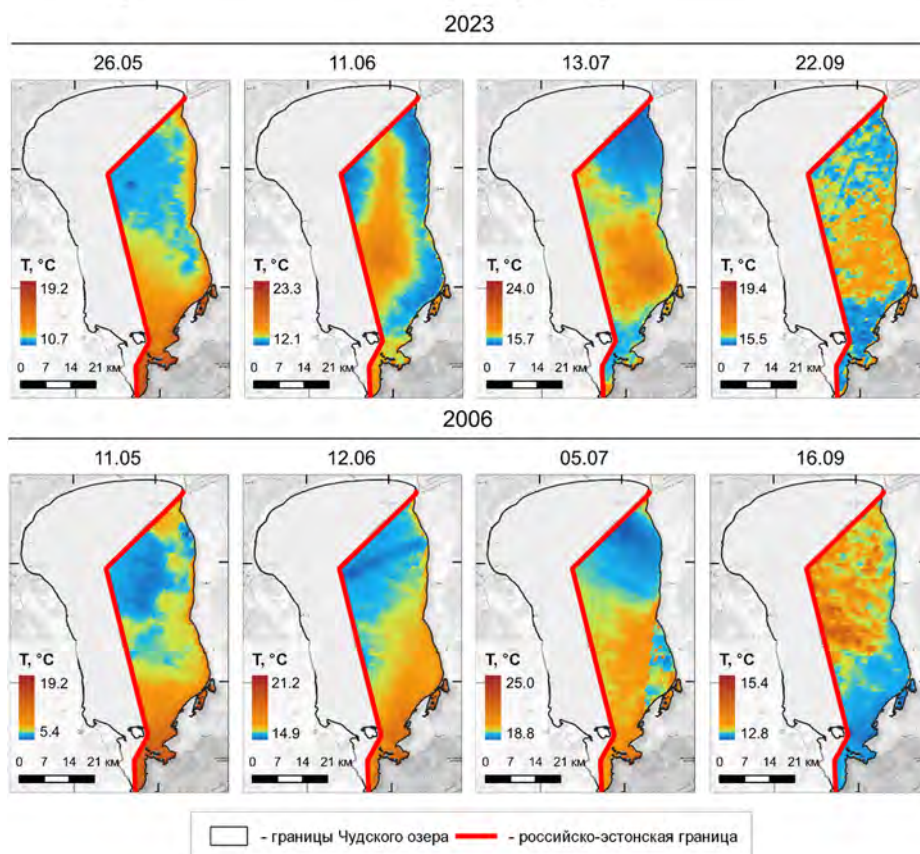 2023
26.05 11.06 13.07 22.09
T, °C T, °C T, °C T, °C
19.2 23.3 24.0 19.4
10.7 12.1 15.7 15.5
0 7 14 21 км 0 7 14 21 км 0 7 14 21 км 0 7 14 21 км
2006
11.05 12.06 05.07 16.09
T, °C T, °C T, °C T, °C
19.2 21.2 25.0 15.4
5.4 14.9 18.8 12.8
0 7 14 21 км 0 7 14 21 км 0 7 14 21 км 0 7 14 21 км
- границы Чудского озера - российско-эстонская граница